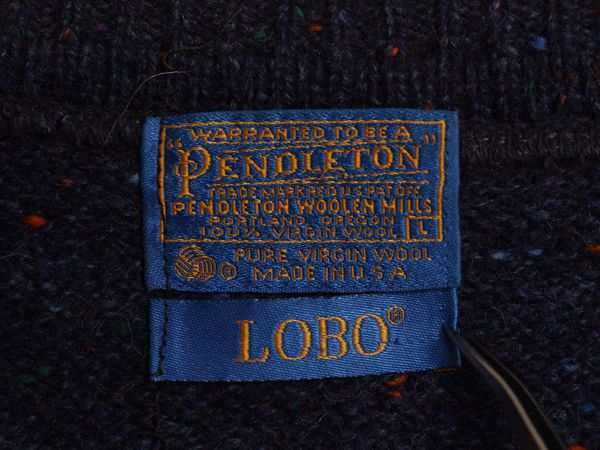 WARRANTED TO BE A
"PENDLETON"
TRADE MARK REG U.S. PAT. OFF.
PENDLETON WOOLEN MILLS
PORTLAND, OREGON
100% VIRGIN WOOL L
PURE VIRGIN WOOL
MADE IN U.S.A.
LOBO®